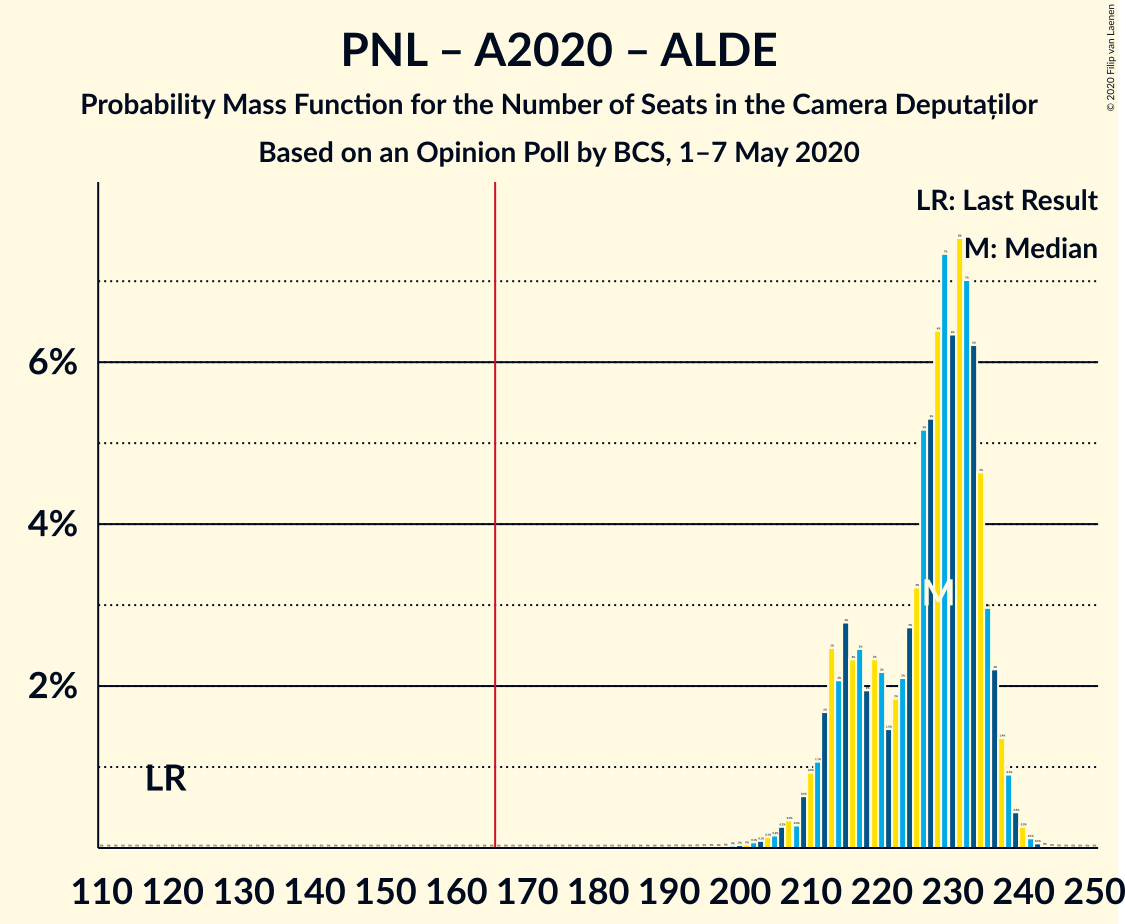 PNL – A2020 – ALDE
Probability Mass Function for the Number of Seats in the Camera Deputaților
Based on an Opinion Poll by BCS, 1–7 May 2020
© 2020 Filip van Laenen
LR: Last Result
M: Median
6%
4%
2%
LR
M
110 120 130 140 150 160 170 180 190 200 210 220 230 240 250